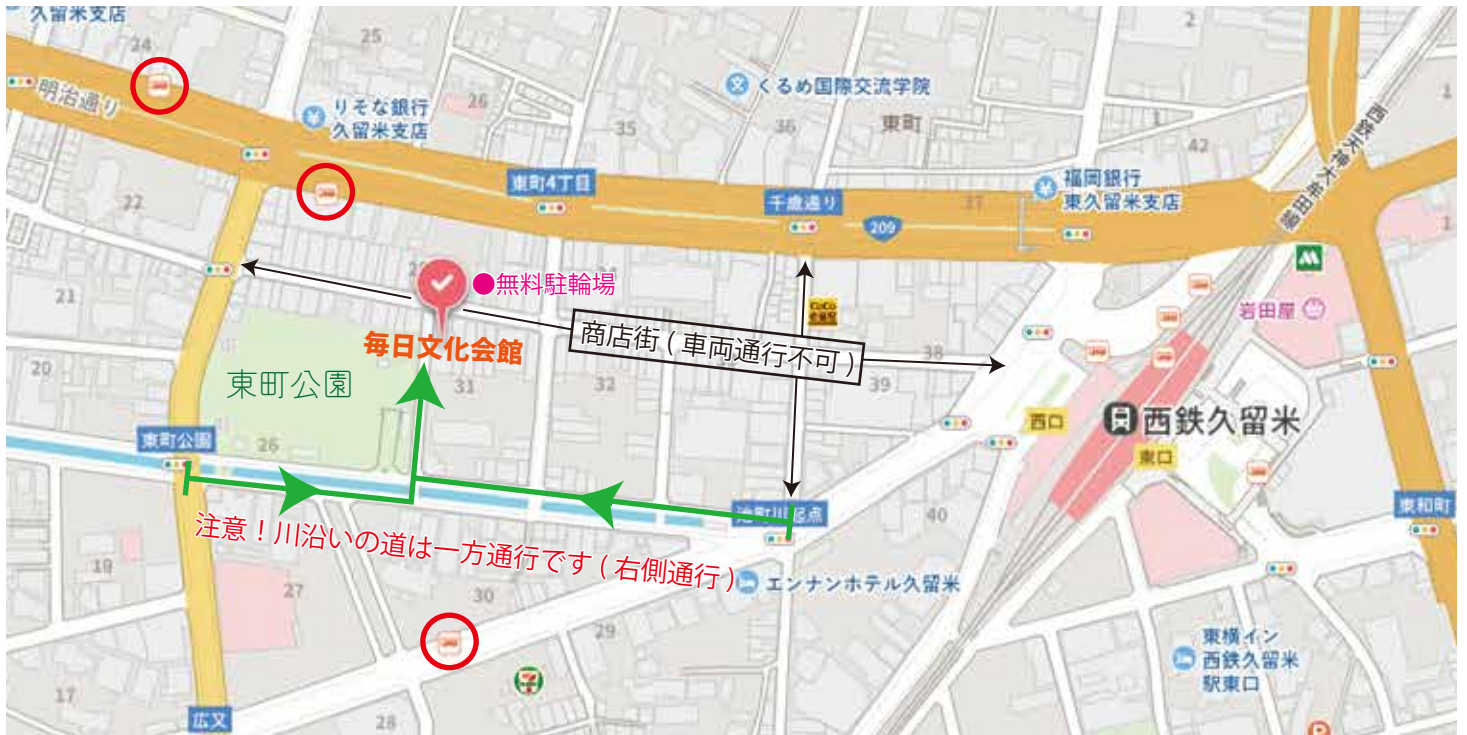 久留米支店
24
25
2
明治通り
りそな銀行
久留米支店
26
くるめ国際交流学院
35
36
東町
1
42
西鉄天神大牟田線
22
東町4丁目
千歳通り
福岡銀行
東久留米支店
37
209
●無料駐輪場
CoCo
岩田屋
21
毎日文化会館
商店街(車両通行不可)
38
20
東町公園
31
32
39
西口
西鉄久留米
東口
東町公園
26
池町川起点
40
東和町
注意!川沿いの道は一方通行です(右側通行)
19
27
30
エンナンホテル久留米
29
東横イン
西鉄久留米
駅東口
17
広又
28
P